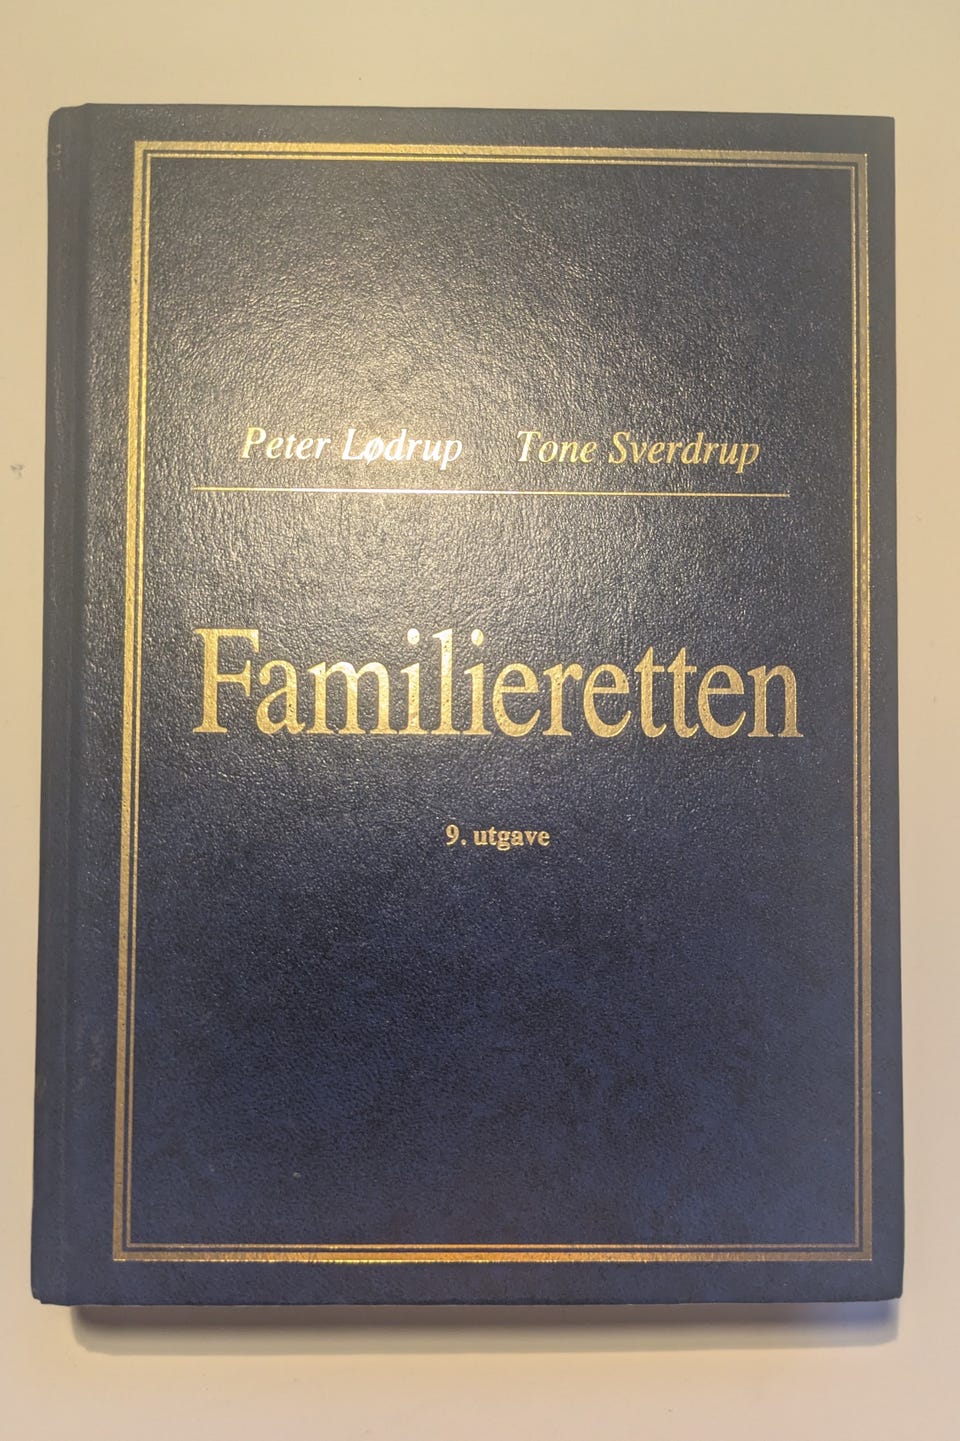 Peter Lødrup Tone Sverdrup
Familieretten
9. utgave